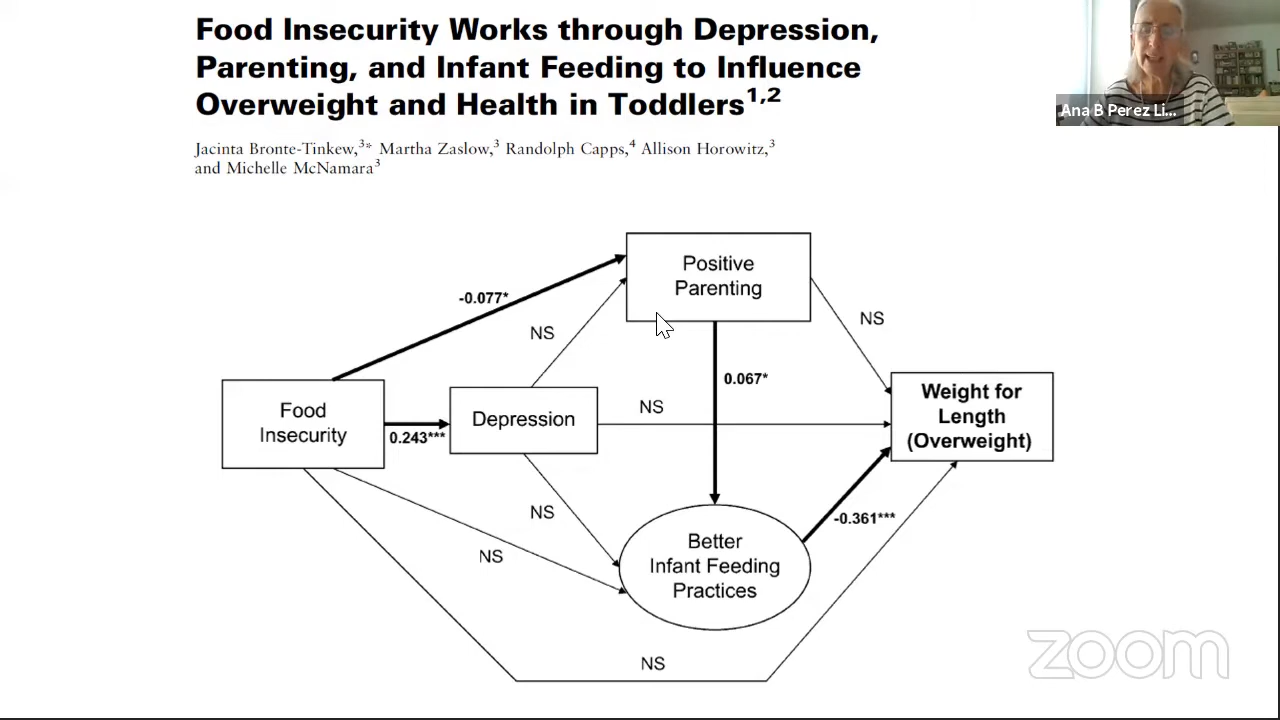 Food Insecurity Works through Depression,
Parenting, and Infant Feeding to Influence
Overweight and Health in Toddlers1,2
Jacinta Bronte-Tinkew,3* Martha Zaslow,3 Randolph Capps,4 Allison Horowitz,3
and Michelle McNamara3
Ana B Perez Li...
Positive
Parenting
-0.077*
NS
NS
0.067*
Food
Insecurity
0.243***
Depression
NS
Weight for
Length
(Overweight)
NS
NS
-0.361***
Better
Infant Feeding
Practices
NS
zoom